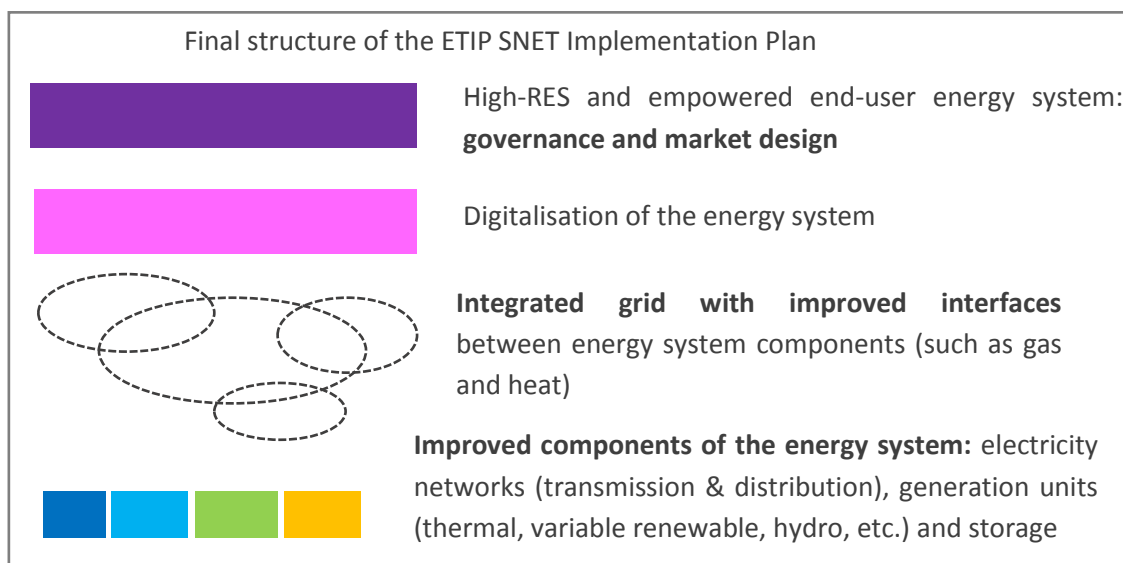 Final structure of the ETIP SNET Implementation Plan
High-RES and empowered end-user energy system:
governance and market design
Digitalisation of the energy system
Integrated grid with improved interfaces
between energy system components (such as gas
and heat)
Improved components of the energy system: electricity
networks (transmission & distribution), generation units
(thermal, variable renewable, hydro, etc.) and storage